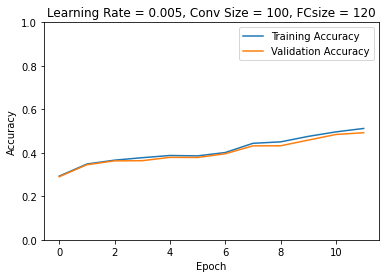 Learning Rate = 0.005, Conv Size = 100, FCsize = 120
1.0
0.8
0.6
0.4
0.2
0.0
Accuracy
Training Accuracy
Validation Accuracy
0 2 4 6 8 10
Epoch